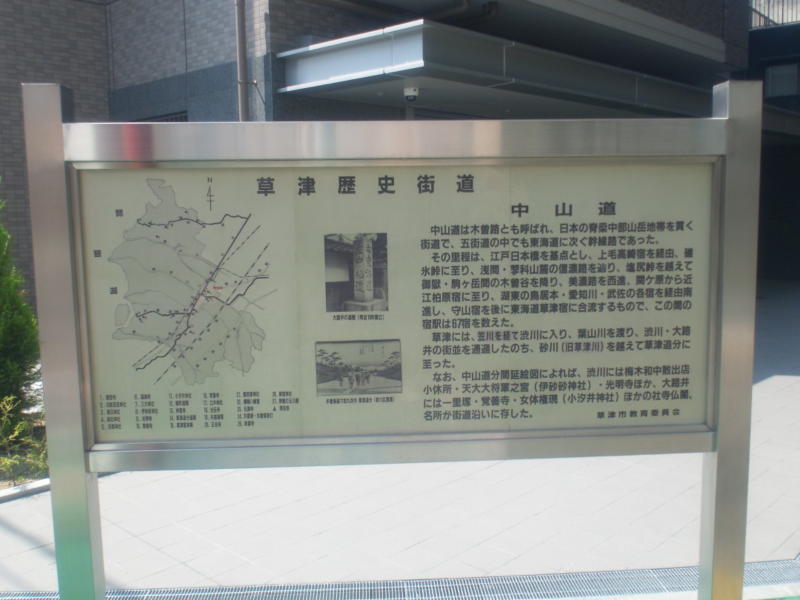 草津歴史街道
中山道
中山道は木曽路とも呼ばれ、日本の脊梁中部山岳地帯を貫く
街道で、五街道の中でも東海道に次ぐ幹線路であった。
その里程は、江戸日本橋を基点とし、上毛高崎宿を経由、碓
氷峠に至り、浅間・蓼科山麓の信濃路を辿り、塩尻峠を越えて
御嶽・駒ケ岳間の木曽谷を降り、美濃路を西進、関ケ原から近
江柏原宿に至り、湖東の鳥居本・愛知川・武佐の各宿を経由南
進し、守山宿を後に東海道草津宿に合流するもので、この間の
宿駅は67宿を数えた。
草津には、笠川を経て渋川に入り、葉山川を渡り、渋川・大路
井の街並を通過したのち、砂川(旧草津川)を越えて草津追分に
至った。
なお、中山道分間延絵図によれば、渋川には梅木和中散出店
小休所・天大大将軍之宮(伊砂砂神社)・光明寺ほか、大路井
には一里塚・覚善寺・女体権現(小汐井神社)ほかの社寺仏閣、
名所が街道沿いに存した。
草津市教育委員会
N